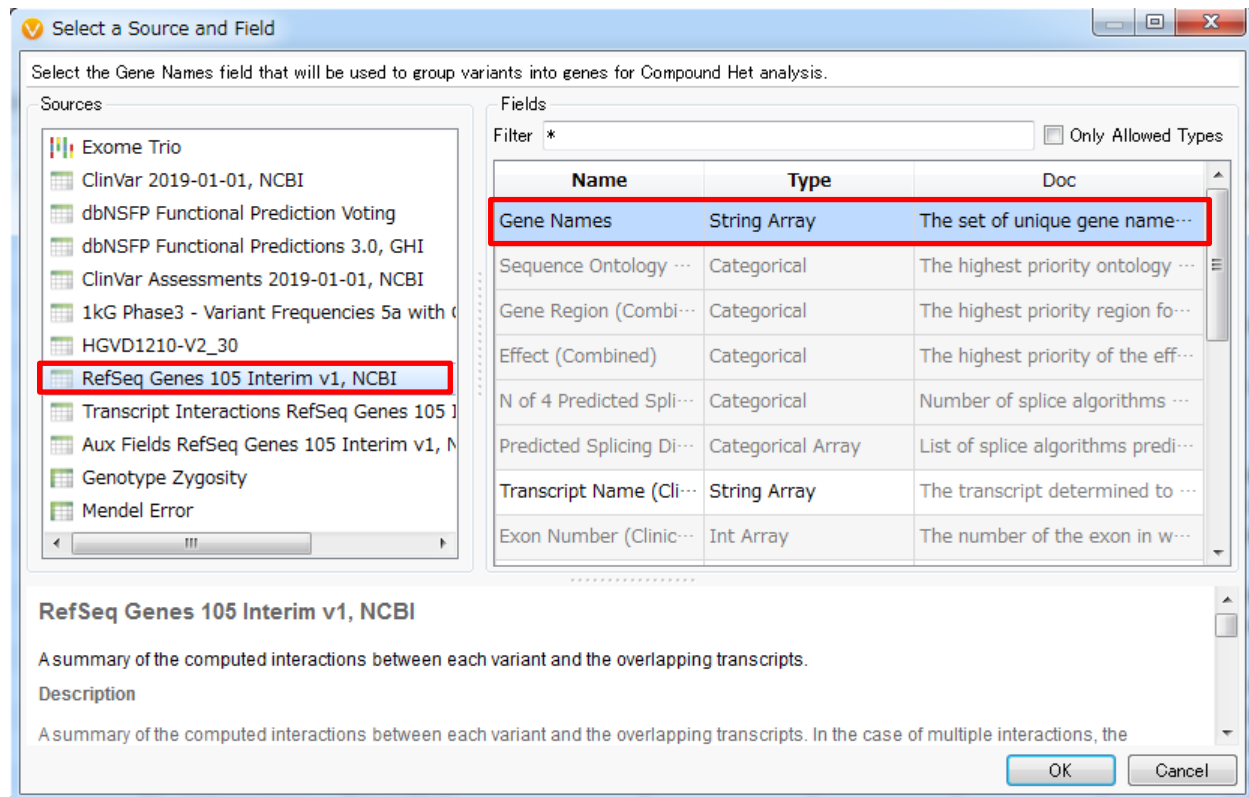 Select a Source and Field
Select the Gene Names field that will be used to group variants into genes for Compound Het analysis.
Sources
Exome Trio
ClinVar 2019-01-01, NCBI
dbNSFP Functional Prediction Voting
dbNSFP Functional Predictions 3.0, GHI
ClinVar Assessments 2019-01-01, NCBI
1kG Phase3 - Variant Frequencies 5a with
HGVD1210-V2_30
RefSeq Genes 105 Interim v1, NCBI
Transcript Interactions RefSeq Genes 105 I
Aux Fields RefSeq Genes 105 Interim v1, N
Genotype Zygosity
Mendel Error
Fields
Filter * Only Allowed Types
Name Type Doc
Gene Names String Array The set of unique gene name···
Sequence Ontology ··· Categorical The highest priority ontology ···
Gene Region (Combi··· Categorical The highest priority region fo···
Effect (Combined) Categorical The highest priority of the eff···
N of 4 Predicted Spli··· Categorical Number of splice algorithms ···
Predicted Splicing Di··· Categorical Array List of splice algorithms predi···
Transcript Name (Cli··· String Array The transcript determined to ···
Exon Number (Clinic··· Int Array The number of the exon in w···
RefSeq Genes 105 Interim v1, NCBI
A summary of the computed interactions between each variant and the overlapping transcripts.
Description
A summary of the computed interactions between each variant and the overlapping transcripts. In the case of multiple interactions, the
OK Cancel